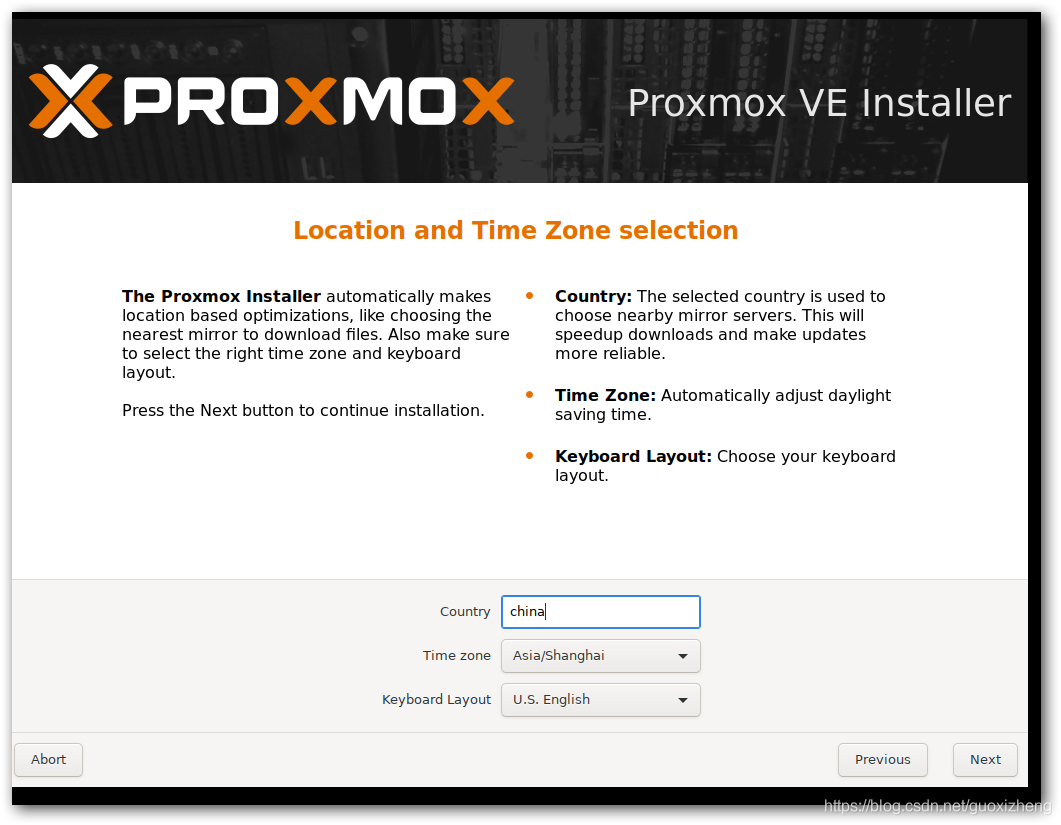 PROXMOX
Proxmox VE Installer
Location and Time Zone selection
The Proxmox Installer automatically makes
location based optimizations, like choosing the
nearest mirror to download files. Also make sure
to select the right time zone and keyboard
layout.
Press the Next button to continue installation.
Country: The selected country is used to
choose nearby mirror servers. This will
speedup downloads and make updates
more reliable.
Time Zone: Automatically adjust daylight
saving time.
Keyboard Layout: Choose your keyboard
layout.
Country china
Time zone Asia/Shanghai
Keyboard Layout U.S. English
Abort Previous Next
https://blog.csdn.net/guoxizheng